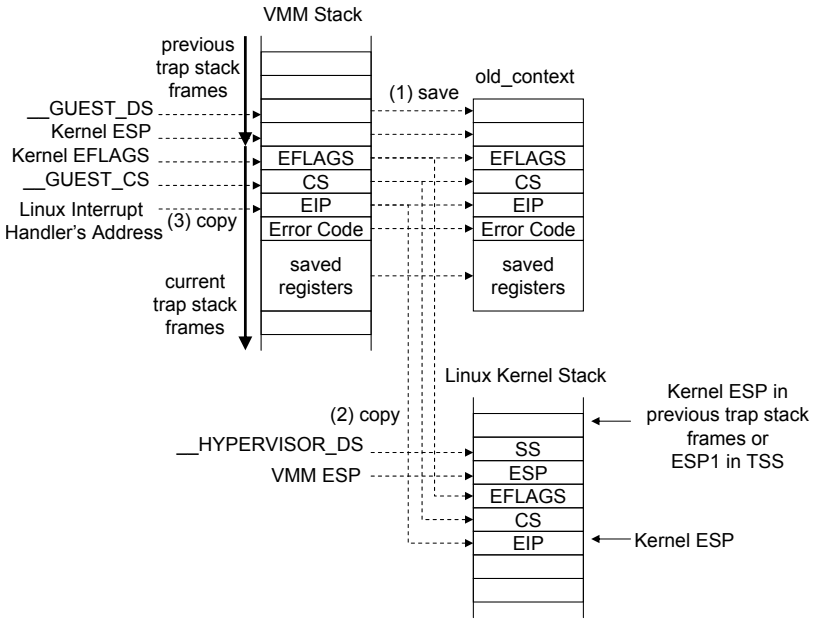 VMM Stack
previous
trap stack
frames
old_context
(1) save
__GUEST_DS
Kernel ESP
Kernel EFLAGS
EFLAGS
EFLAGS
__GUEST_CS
CS
CS
Linux Interrupt
Handler's Address
(3) copy
EIP
EIP
Error Code
Error Code
saved
registers
saved
registers
current
trap stack
frames
Linux Kernel Stack
Kernel ESP in
previous trap stack
frames or
ESP1 in TSS
(2) copy
__HYPERVISOR_DS
SS
VMM ESP
ESP
EFLAGS
CS
EIP
Kernel ESP